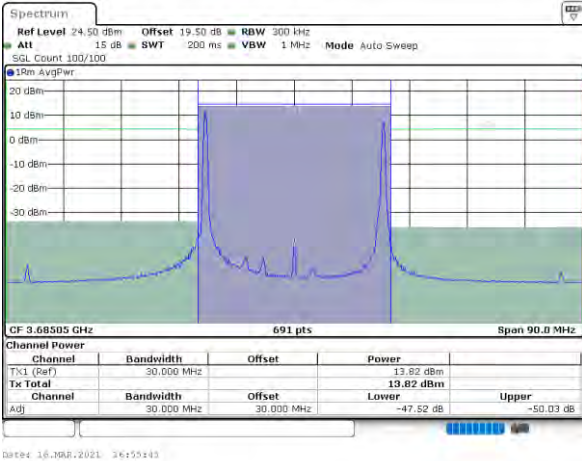 Spectrum
Ref Level 24.50 dBm Offset 19.50 dB RBW 300 kHz
Att 15 dB SWT 200 ms VBW 1 MHz Mode Auto Sweep
SGL Count 100/100
1Rm AvgPwr
20 dBm
10 dBm
0 dBm
-10 dBm
-20 dBm
-30 dBm
CF 3.68505 GHz 691 pts Span 90.0 MHz
Channel Power
Channel Bandwidth Offset Power
TX1 (Ref) 30.000 MHz 13.82 dBm
Tx Total 13.82 dBm
Channel Bandwidth Offset Lower Upper
Adj 30.000 MHz 30.000 MHz -47.52 dB -50.03 dB
Date: 16.MAR.2021 16:55:45